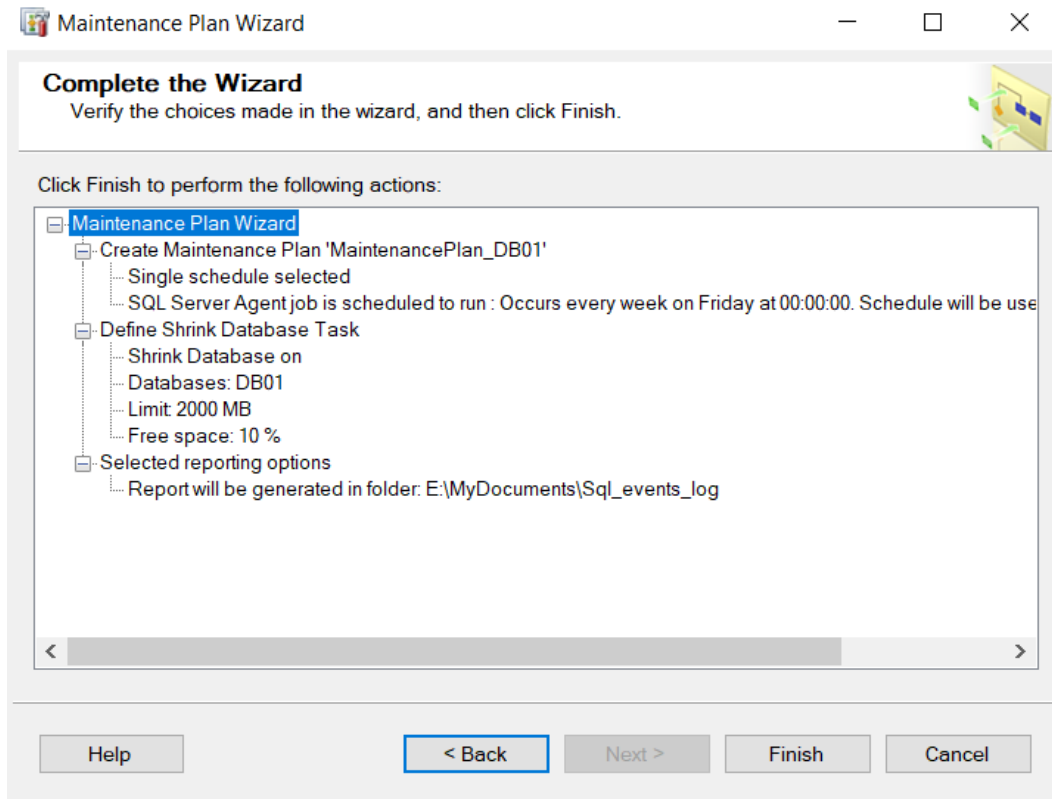 Maintenance Plan Wizard
Complete the Wizard
Verify the choices made in the wizard, and then click Finish.
Click Finish to perform the following actions:
Maintenance Plan Wizard
Create Maintenance Plan 'MaintenancePlan_DB01'
Single schedule selected
SQL Server Agent job is scheduled to run : Occurs every week on Friday at 00:00:00. Schedule will be use
Define Shrink Database Task
Shrink Database on
Databases: DB01
Limit: 2000 MB
Free space: 10 %
Selected reporting options
Report will be generated in folder: E:\MyDocuments\Sql_events_log
Help
< Back
Next >
Finish
Cancel